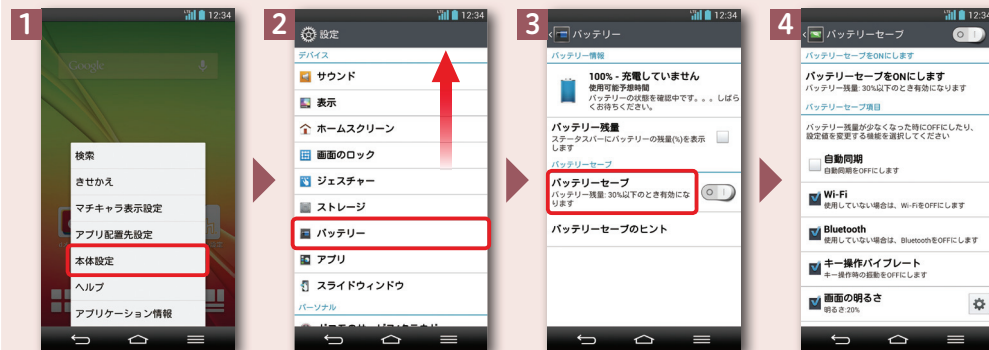 1
12:34
Google
検索
きせかえ
マチキャラ表示設定
アプリ配置先設定
本体設定
ヘルプ
アプリケーション情報
2
12:34
設定
デバイス
サウンド
表示
ホームスクリーン
画面のロック
ジェスチャー
ストレージ
バッテリー
アプリ
スライドウィンドウ
パーソナル
3
12:34
バッテリー
バッテリー情報
100% - 充電していません
使用可能予想時間
バッテリーの状態を確認中です。。。しばら
くお待ちください。
バッテリー残量
ステータスバーにバッテリーの残量(%)を表示
します
バッテリーセーブ
バッテリーセーブ
バッテリー残量: 30%以下のとき有効にな
ります
バッテリーセーブのヒント
4
12:34
バッテリーセーブ
バッテリーセーブをONにします
バッテリーセーブをONにします
バッテリー残量: 30%以下のとき有効になります
バッテリーセーブ項目
バッテリー残量が少なくなった時にOFFにしたり、
設定値を変更する機能を選択してください
自動同期
自動同期をOFFにします
Wi-Fi
使用していない場合は、Wi-FiをOFFにします
Bluetooth
使用していない場合は、BluetoothをOFFにします
キー操作バイブレート
キー操作時の振動をOFFにします
画面の明るさ
明るさ:20%